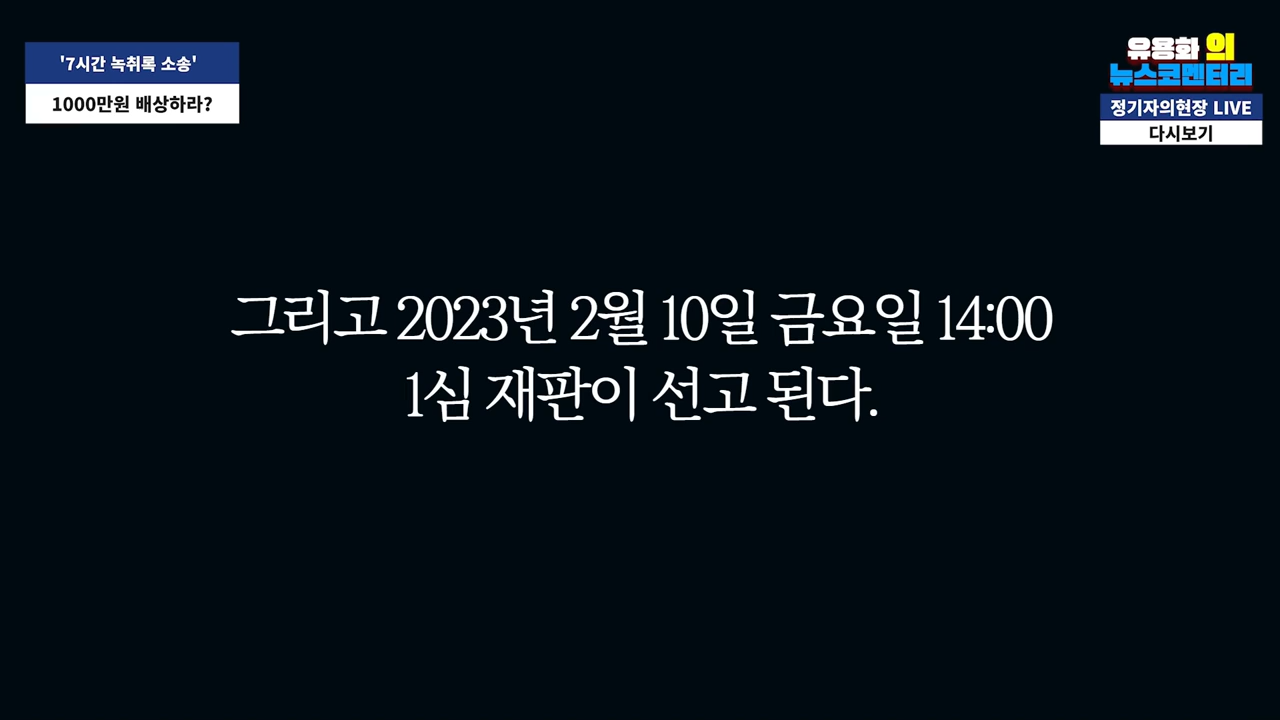 '7시간 녹취록 소송'
1000만원 배상하라?
유용화의
뉴스코멘터리
정기자의현장 LIVE
다시보기
그리고 2023년 2월 10일 금요일 14:00
1심 재판이 선고 된다.